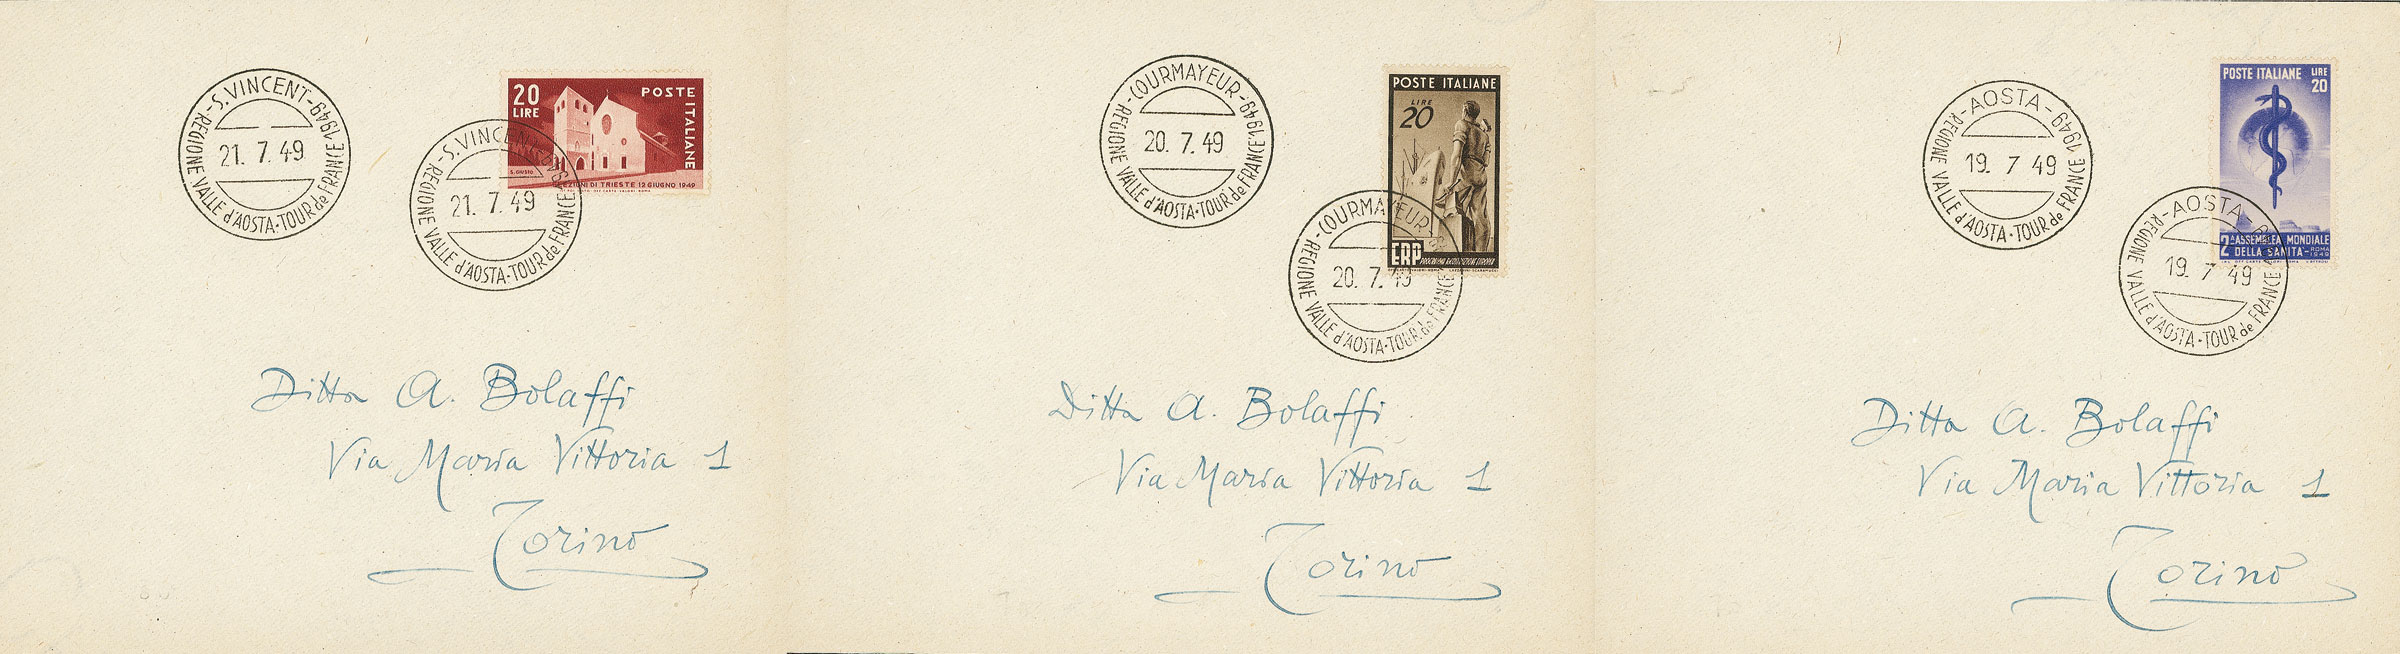 S. VINCENT - 1949
REGIONE VALLE d'AOSTA · TOUR de FRANCE
21. 7. 49
S. VINCENT
REGIONE VALLE d'AOSTA · TOUR de FRANCE
21. 7. 49
20
LIRE
POSTE ITALIANE
S. GIUSTO
ELEZIONI DI TRIESTE 12 GIUGNO 1949
Ditta A. Bolaffi
Via Maria Vittoria 1
Torino
COURMAYEUR - 1949
REGIONE VALLE d'AOSTA · TOUR de FRANCE
20. 7. 49
COURMAYEUR
REGIONE VALLE d'AOSTA · TOUR de FRANCE
20. 7. 49
POSTE ITALIANE
LIRE
20
ERP
Ditta A. Bolaffi
Via Maria Vittoria 1
Torino
AOSTA - 1949
REGIONE VALLE d'AOSTA · TOUR de FRANCE
19. 7 49
AOSTA
REGIONE VALLE d'AOSTA · TOUR de FRANCE
19. 7 49
POSTE ITALIANE LIRE
20
2ª ASSEMBLEA MONDIALE
DELLA SANITA' - ROMA 1949
Ditta A. Bolaffi
Via Maria Vittoria 1
Torino